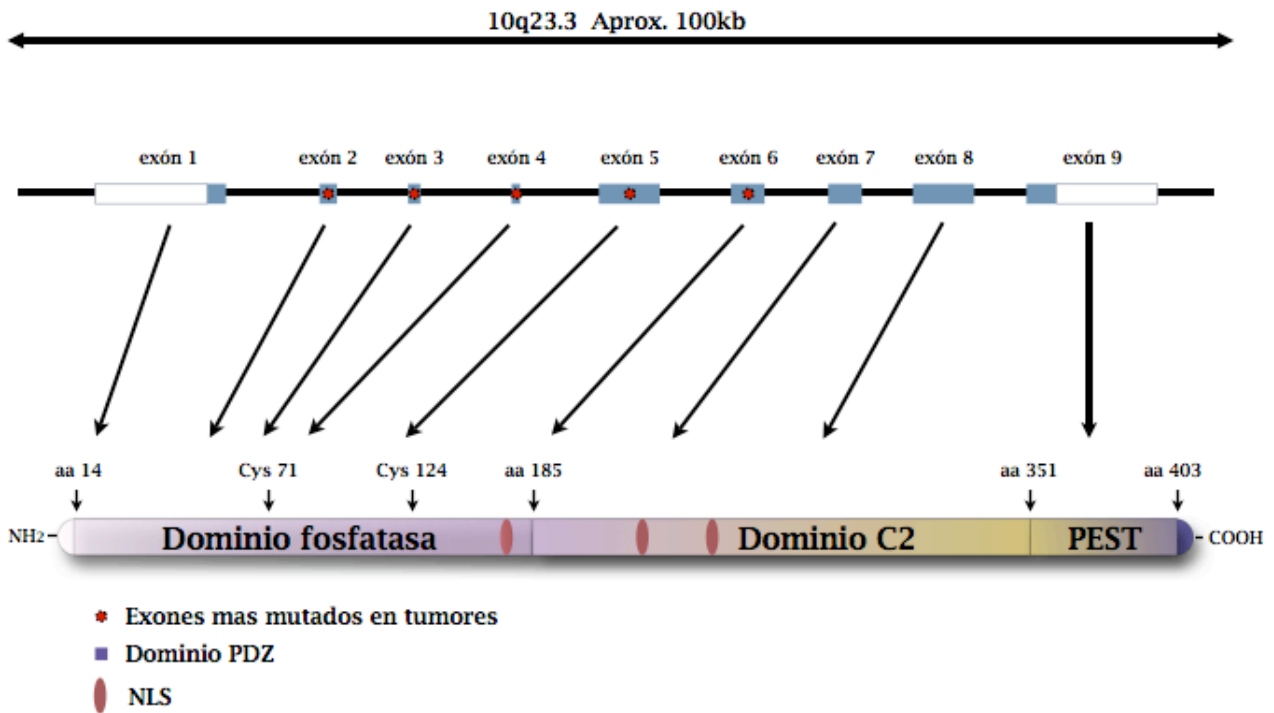 10q23.3 Aprox. 100kb
exón 1 exón 2 exón 3 exón 4 exón 5 exón 6 exón 7 exón 8 exón 9
aa 14 Cys 71 Cys 124 aa 185 aa 351 aa 403
NH2 Dominio fosfatasa Dominio C2 PEST COOH
Exones mas mutados en tumores
Dominio PDZ
NLS